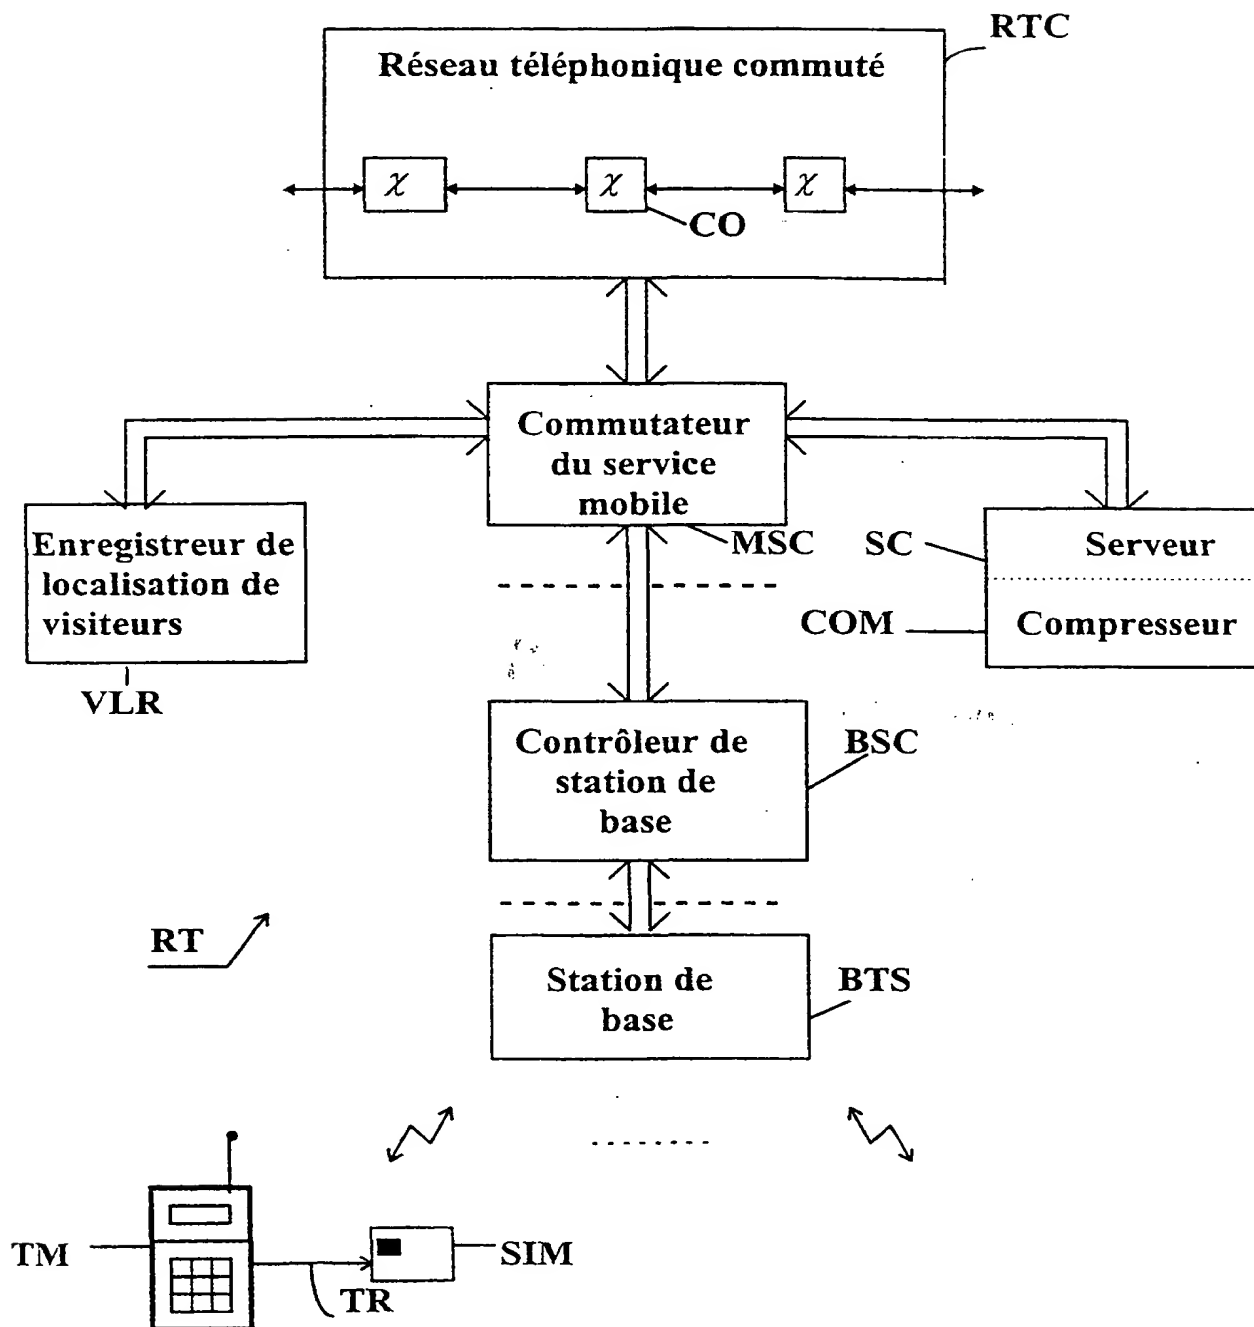 RTC
Réseau téléphonique commuté
χ χ χ
CO
Commutateur
du service
mobile
MSC
SC
Serveur
Enregistreur de
localisation de
visiteurs
COM
Compresseur
VLR
Contrôleur de
station de
base
BSC
RT
Station de
base
BTS
TM
SIM
TR